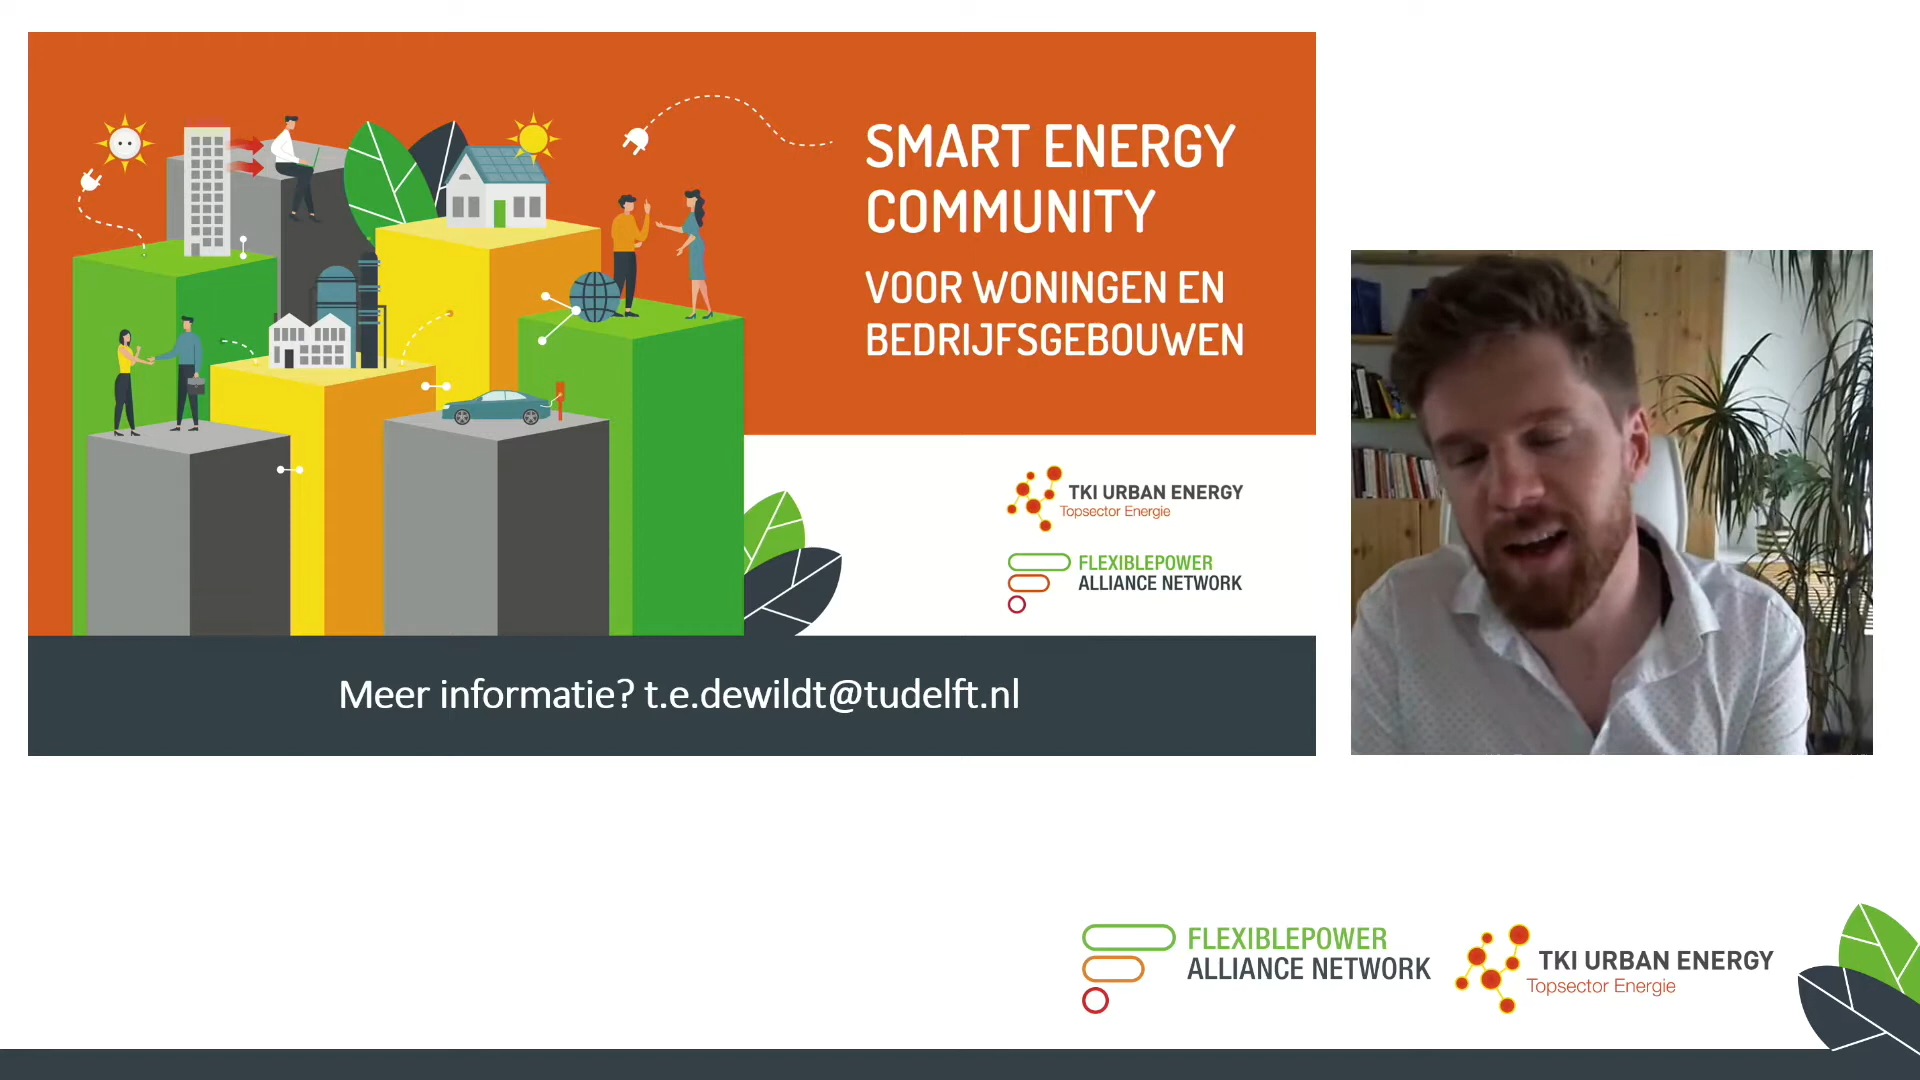 SMART ENERGY
COMMUNITY
VOOR WONINGEN EN
BEDRIJFSGEBOUWEN
TKI URBAN ENERGY
Topsector Energie
FLEXIBLEPOWER
ALLIANCE NETWORK
Meer informatie? t.e.dewildt@tudelft.nl
FLEXIBLEPOWER
ALLIANCE NETWORK
TKI URBAN ENERGY
Topsector Energie